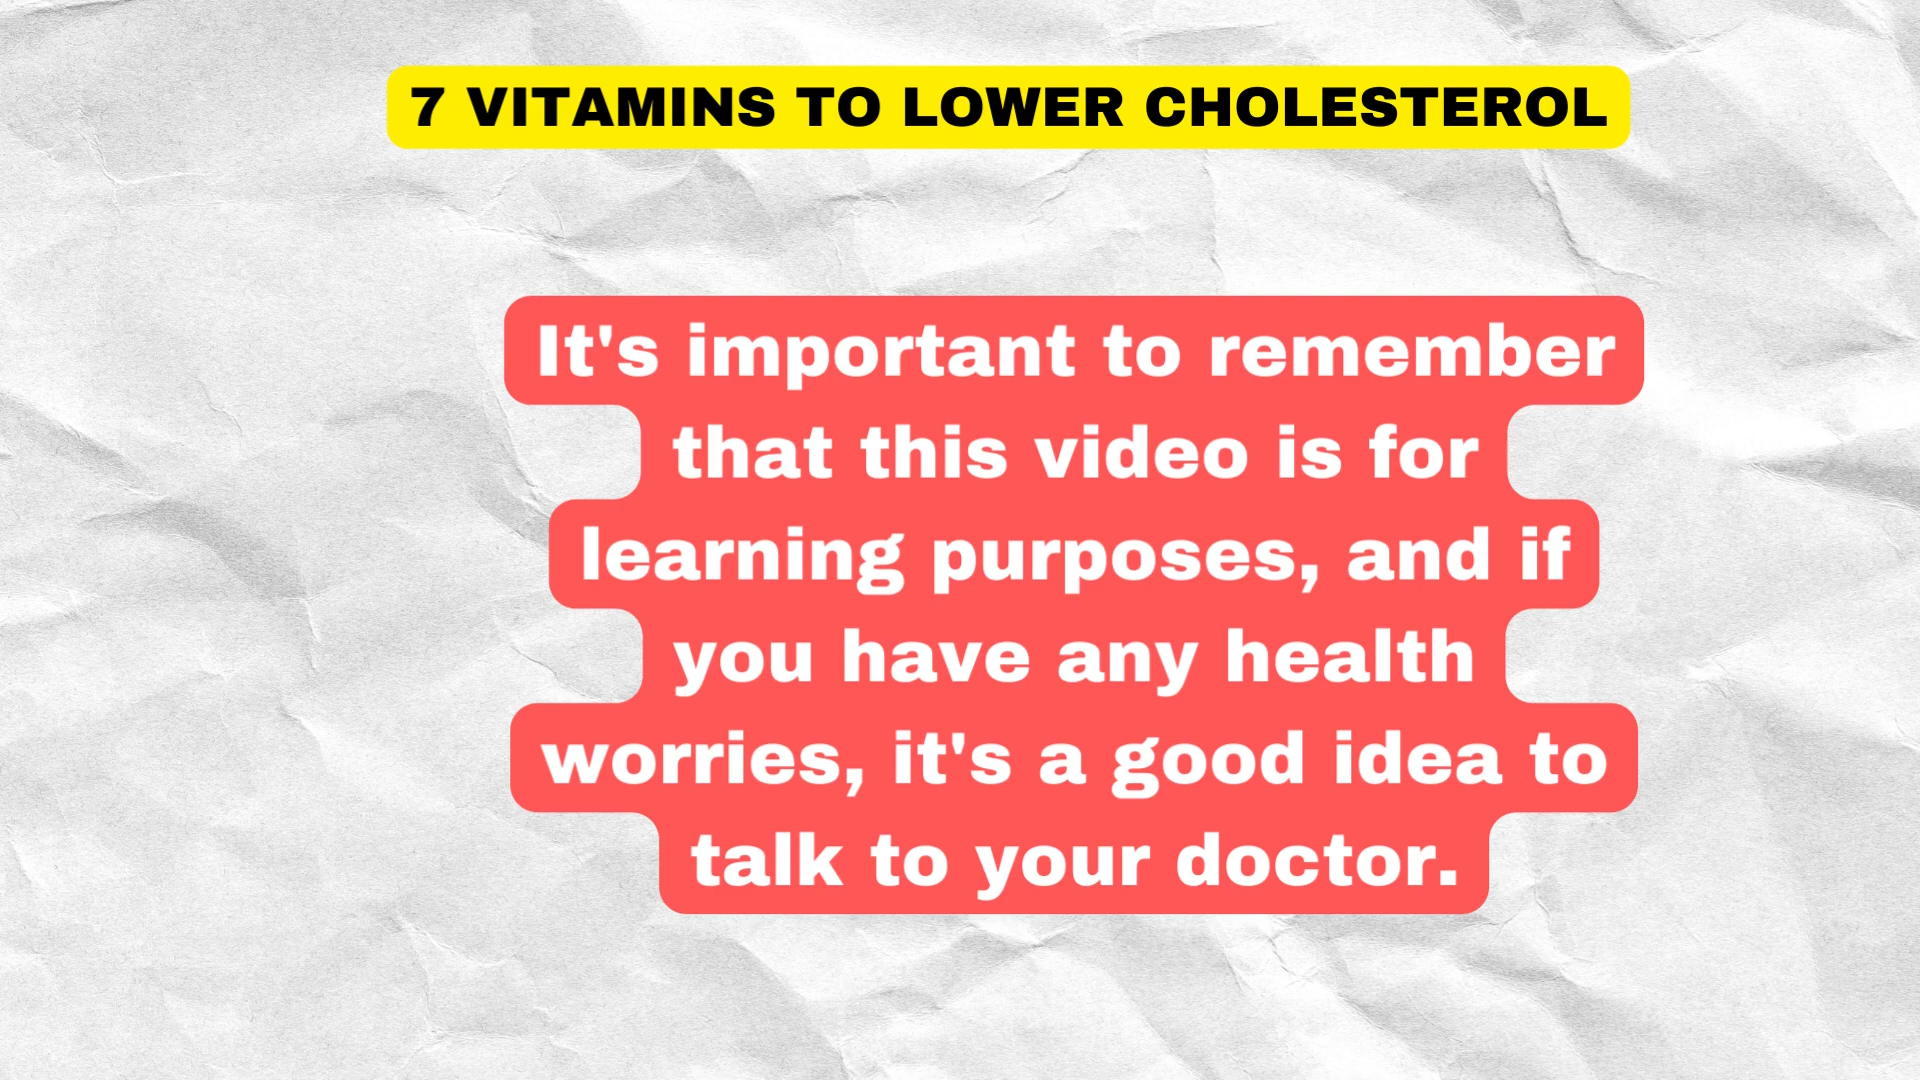 7 VITAMINS TO LOWER CHOLESTEROL
It's important to remember
that this video is for
learning purposes, and if
you have any health
worries, it's a good idea to
talk to your doctor.